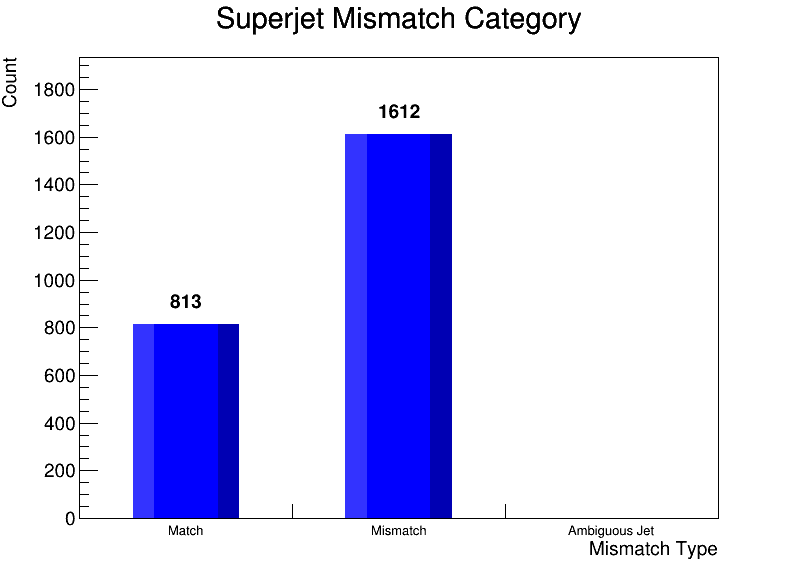 Superjet Mismatch Category
Count
1800
1600
1400
1200
1000
800
600
400
200
0
813
1612
Match
Mismatch
Ambiguous Jet
Mismatch Type